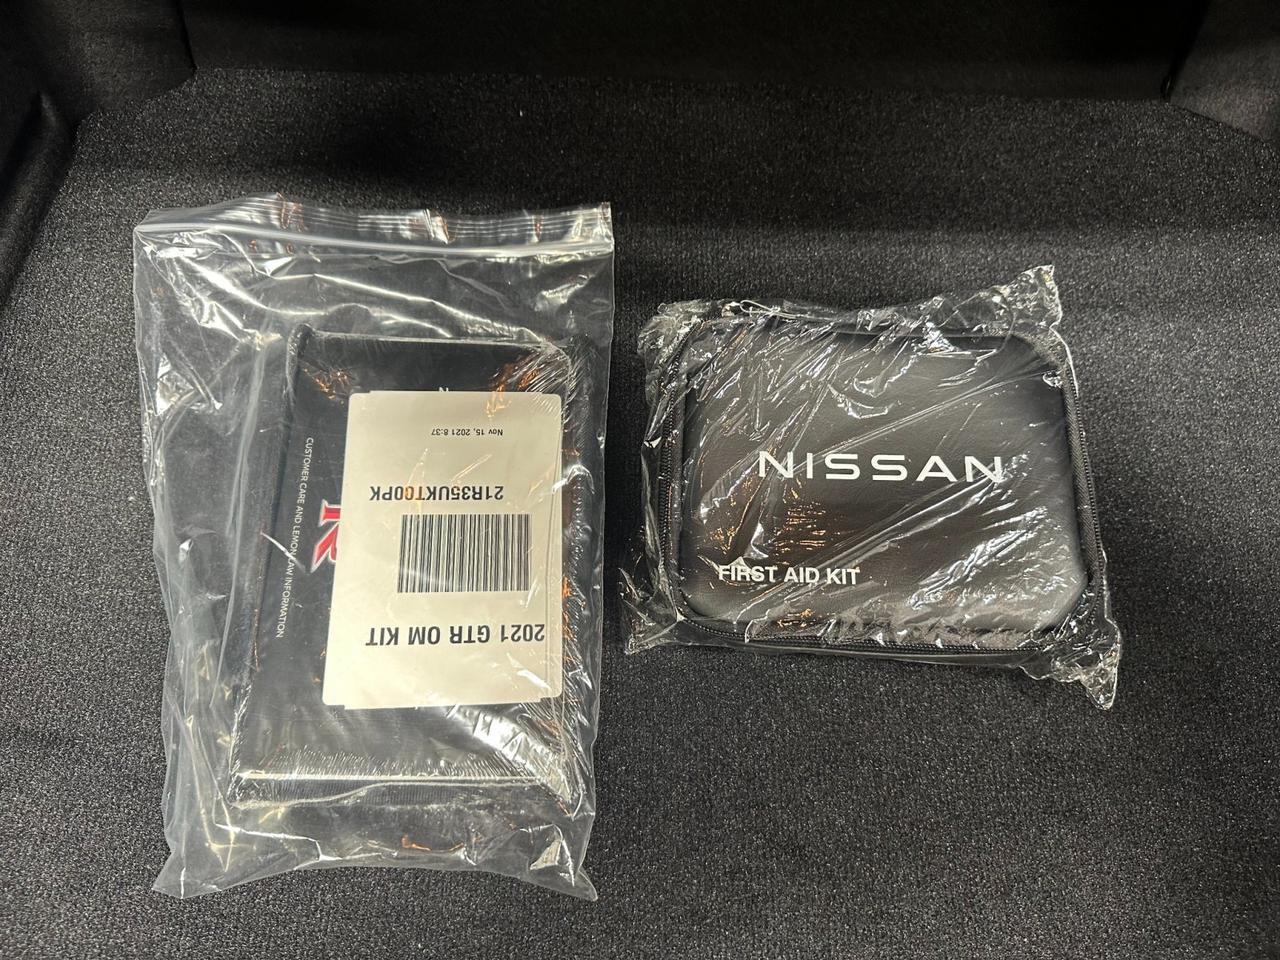 2021 GTR OM KIT
21R35UKT00PK
Nov 15, 2021 8:37
CUSTOMER CARE AND LEMON LAW INFORMATION
R
N
NISSAN
FIRST AID KIT